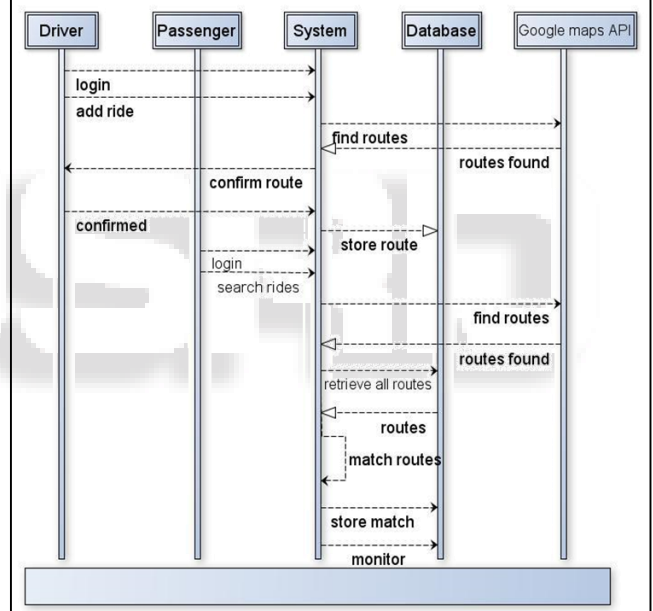 Driver
Passenger
System
Database
Google maps API
login
add ride
find routes
routes found
confirm route
confirmed
store route
login
search rides
find routes
routes found
retrieve all routes
routes
match routes
store match
monitor